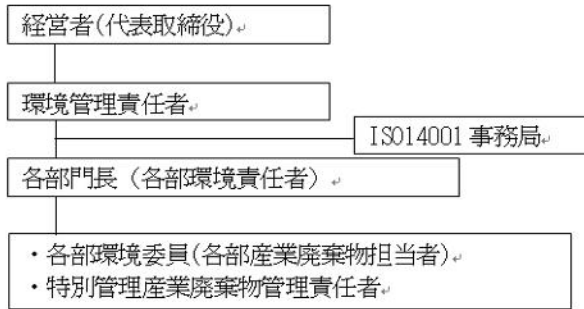 経営者(代表取締役)
環境管理責任者
ISO14001 事務局
各部門長（各部環境責任者）
・各部環境委員(各部産業廃棄物担当者)
・特別管理産業廃棄物管理責任者